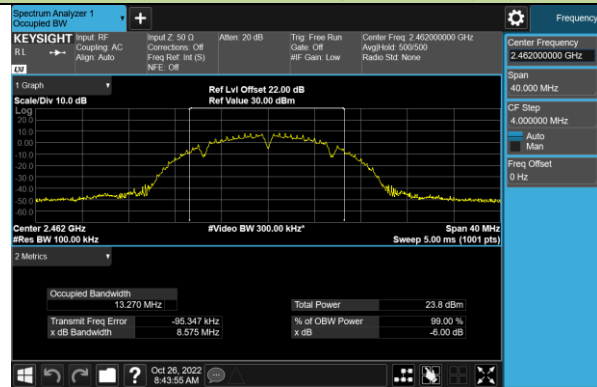 Spectrum Analyzer 1
Occupied BW
Frequency
KEYSIGHT
RL
LXI
Input: RF
Coupling: AC
Align: Auto
Input Z: 50 Ω
Corrections: Off
Freq Ref: Int (S)
NFE: Off
Atten: 20 dB
Trig: Free Run
Gate: Off
#IF Gain: Low
Center Freq: 2.462000000 GHz
Avg|Hold: 500/500
Radio Std: None
Center Frequency
2.462000000 GHz
Span
40.000 MHz
CF Step
4.000000 MHz
Auto
Man
Freq Offset
0 Hz
1 Graph
Scale/Div 10.0 dB
Ref Lvl Offset 22.00 dB
Ref Value 30.00 dBm
Log
20.0
10.0
0.00
-10.0
-20.0
-30.0
-40.0
-50.0
-60.0
Center 2.462 GHz
#Res BW 100.00 kHz
#Video BW 300.00 kHz*
Span 40 MHz
Sweep 5.00 ms (1001 pts)
2 Metrics
Occupied Bandwidth
13.270 MHz
Total Power 23.8 dBm
Transmit Freq Error -95.347 kHz
% of OBW Power 99.00 %
x dB Bandwidth 8.575 MHz
x dB -6.00 dB
Oct 26, 2022
8:43:55 AM